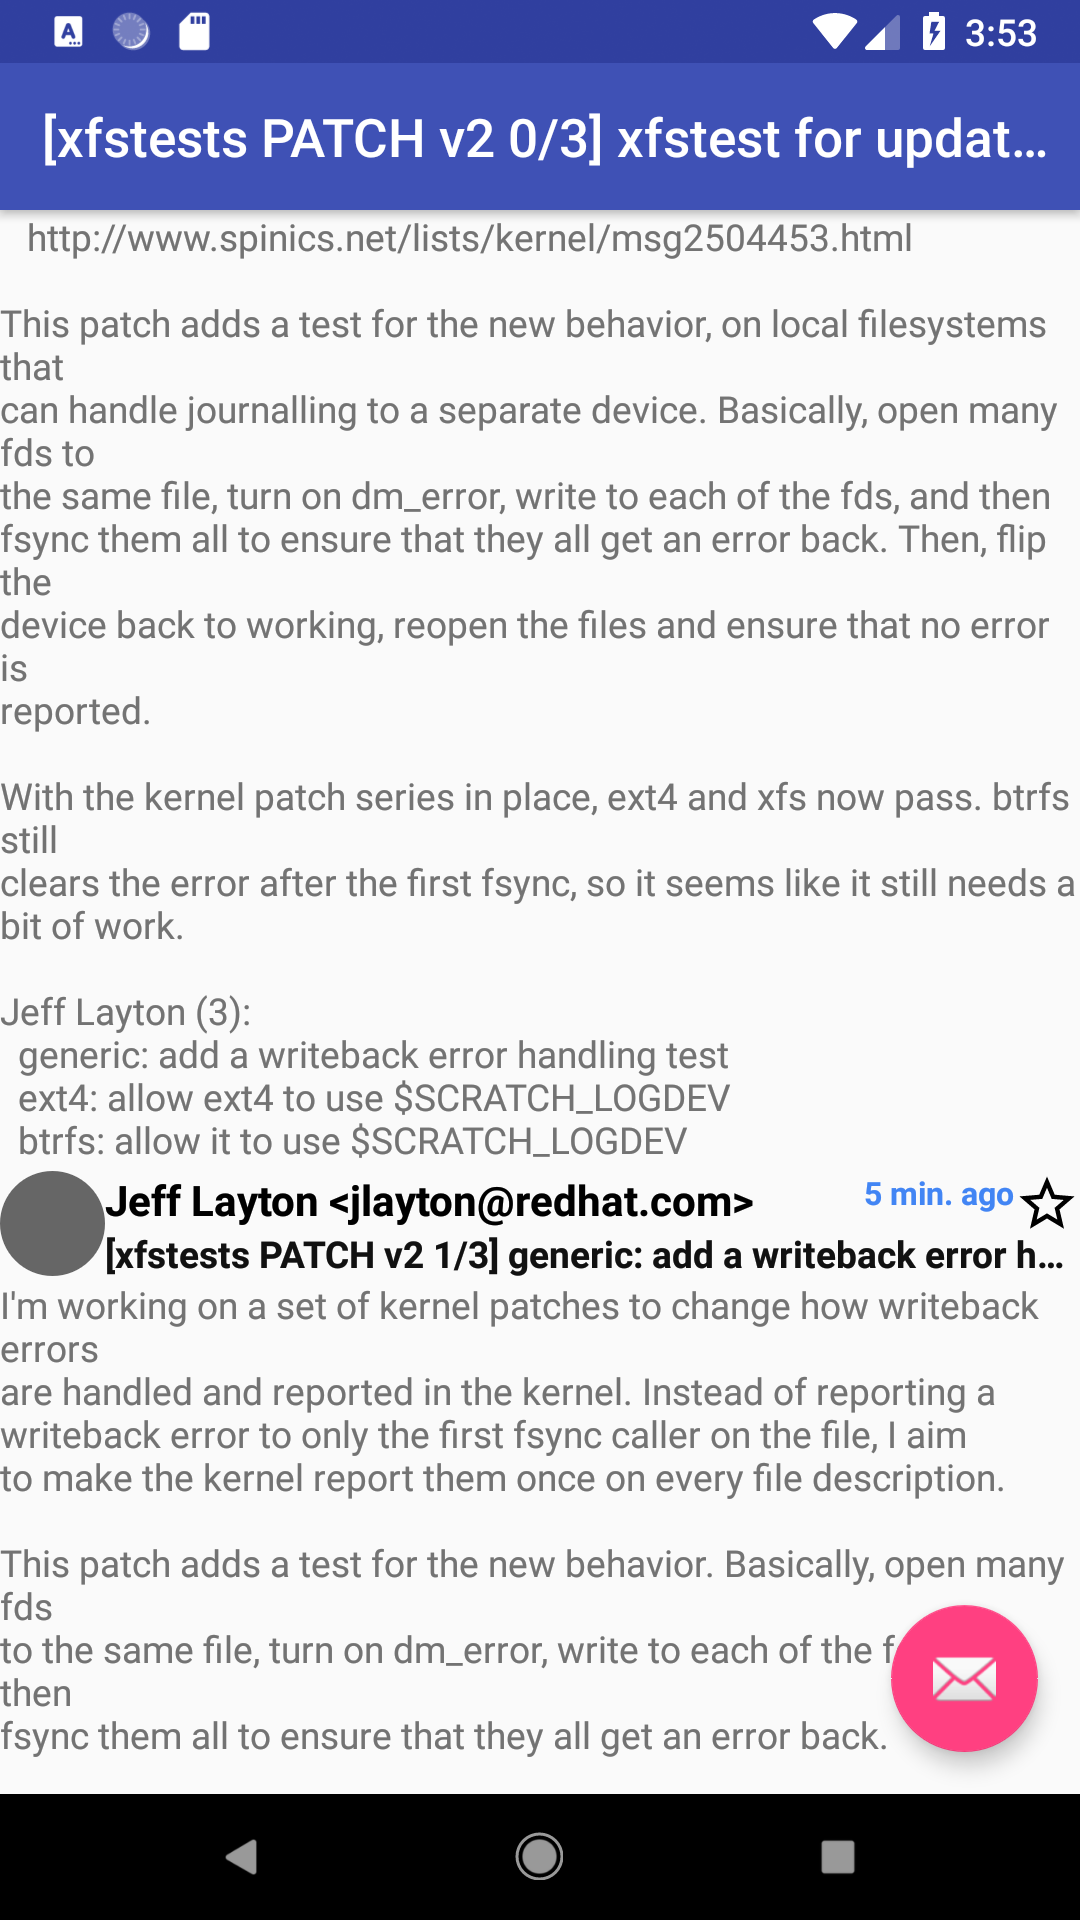 3:53
[xfstests PATCH v2 0/3] xfstest for updat...
http://www.spinics.net/lists/kernel/msg2504453.html
This patch adds a test for the new behavior, on local filesystems
that
can handle journalling to a separate device. Basically, open many
fds to
the same file, turn on dm_error, write to each of the fds, and then
fsync them all to ensure that they all get an error back. Then, flip
the
device back to working, reopen the files and ensure that no error
is
reported.
With the kernel patch series in place, ext4 and xfs now pass. btrfs
still
clears the error after the first fsync, so it seems like it still needs a
bit of work.
Jeff Layton (3):
generic: add a writeback error handling test
ext4: allow ext4 to use $SCRATCH_LOGDEV
btrfs: allow it to use $SCRATCH_LOGDEV
Jeff Layton <jlayton@redhat.com>
5 min. ago
[xfstests PATCH v2 1/3] generic: add a writeback error h...
I'm working on a set of kernel patches to change how writeback
errors
are handled and reported in the kernel. Instead of reporting a
writeback error to only the first fsync caller on the file, I aim
to make the kernel report them once on every file description.
This patch adds a test for the new behavior. Basically, open many
fds
to the same file, turn on dm_error, write to each of the
then
fsync them all to ensure that they all get an error back.